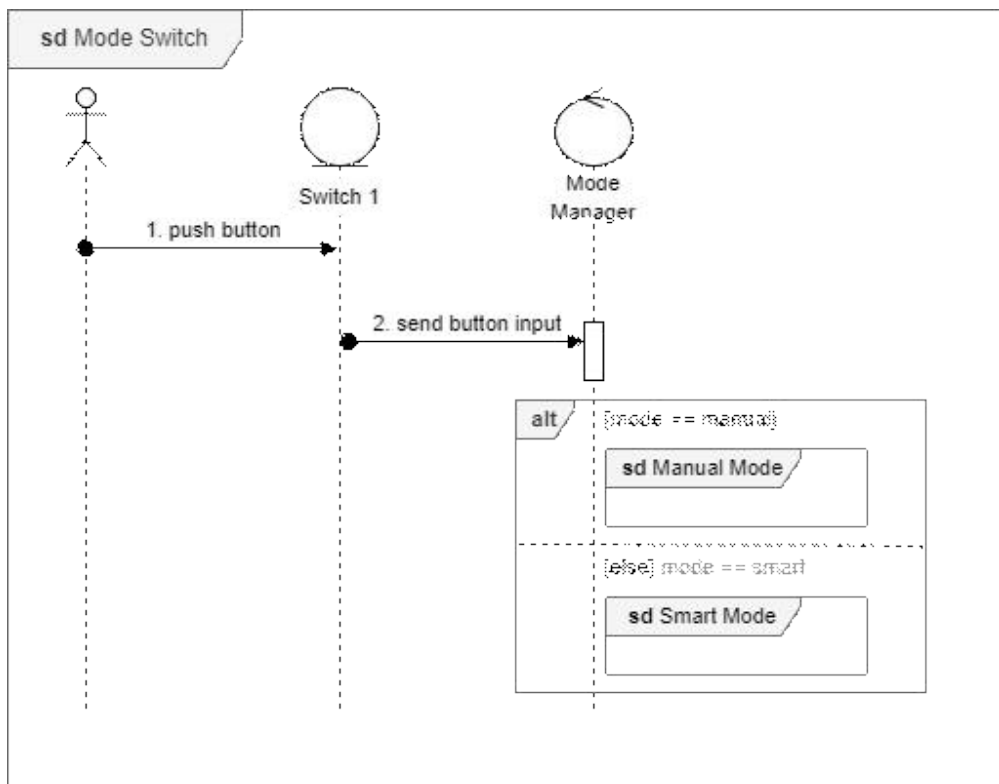 sd Mode Switch
Switch 1
Mode
Manager
1. push button
2. send button input
alt
[mode == manual]
sd Manual Mode
[else] mode == smart
sd Smart Mode